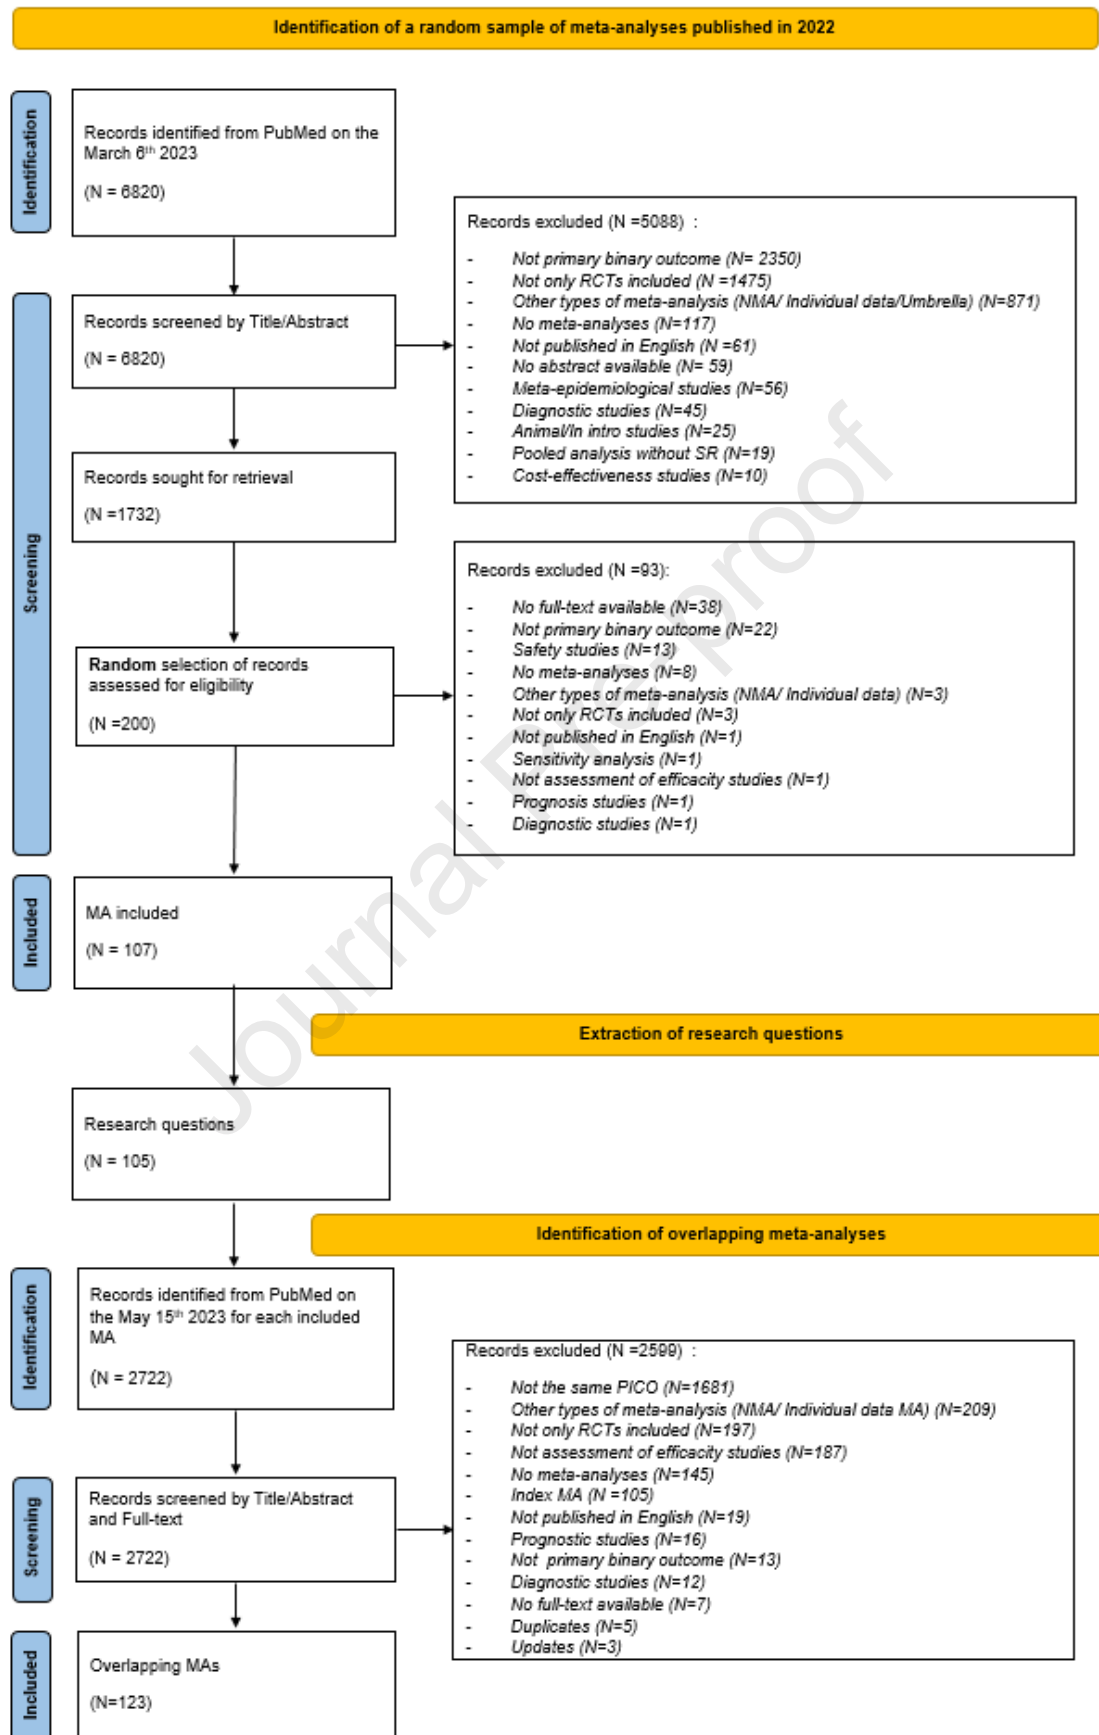 Identification of a random sample of meta-analyses published in 2022
Identification
Records identified from PubMed on the
March 6th 2023
(N = 6820)
Records excluded (N =5088) :
- Not primary binary outcome (N= 2350)
- Not only RCTs included (N =1475)
- Other types of meta-analysis (NMA/ Individual data/Umbrella) (N=871)
- No meta-analyses (N=117)
- Not published in English (N =61)
- No abstract available (N= 59)
- Meta-epidemiological studies (N=56)
- Diagnostic studies (N=45)
- Animal/In intro studies (N=25)
- Pooled analysis without SR (N=19)
- Cost-effectiveness studies (N=10)
Screening
Records screened by Title/Abstract
(N = 6820)
Records sought for retrieval
(N =1732)
Records excluded (N =93):
- No full-text available (N=38)
- Not primary binary outcome (N=22)
- Safety studies (N=13)
- No meta-analyses (N=8)
- Other types of meta-analysis (NMA/ Individual data) (N=3)
- Not only RCTs included (N=3)
- Not published in English (N=1)
- Sensitivity analysis (N=1)
- Not assessment of efficacity studies (N=1)
- Prognosis studies (N=1)
- Diagnostic studies (N=1)
Random selection of records
assessed for eligibility
(N =200)
Included
MA included
(N = 107)
Extraction of research questions
Research questions
(N = 105)
Identification of overlapping meta-analyses
Identification
Records identified from PubMed on
the May 15th 2023 for each included
MA
(N = 2722)
Records excluded (N =2599) :
- Not the same PICO (N=1681)
- Other types of meta-analysis (NMA/ Individual data MA) (N=209)
- Not only RCTs included (N=197)
- Not assessment of efficacity studies (N=187)
- No meta-analyses (N=145)
- Index MA (N =105)
- Not published in English (N=19)
- Prognostic studies (N=16)
- Not primary binary outcome (N=13)
- Diagnostic studies (N=12)
- No full-text available (N=7)
- Duplicates (N=5)
- Updates (N=3)
Screening
Records screened by Title/Abstract
and Full-text
(N = 2722)
Included
Overlapping MAs
(N=123)
Journal Pre-proof